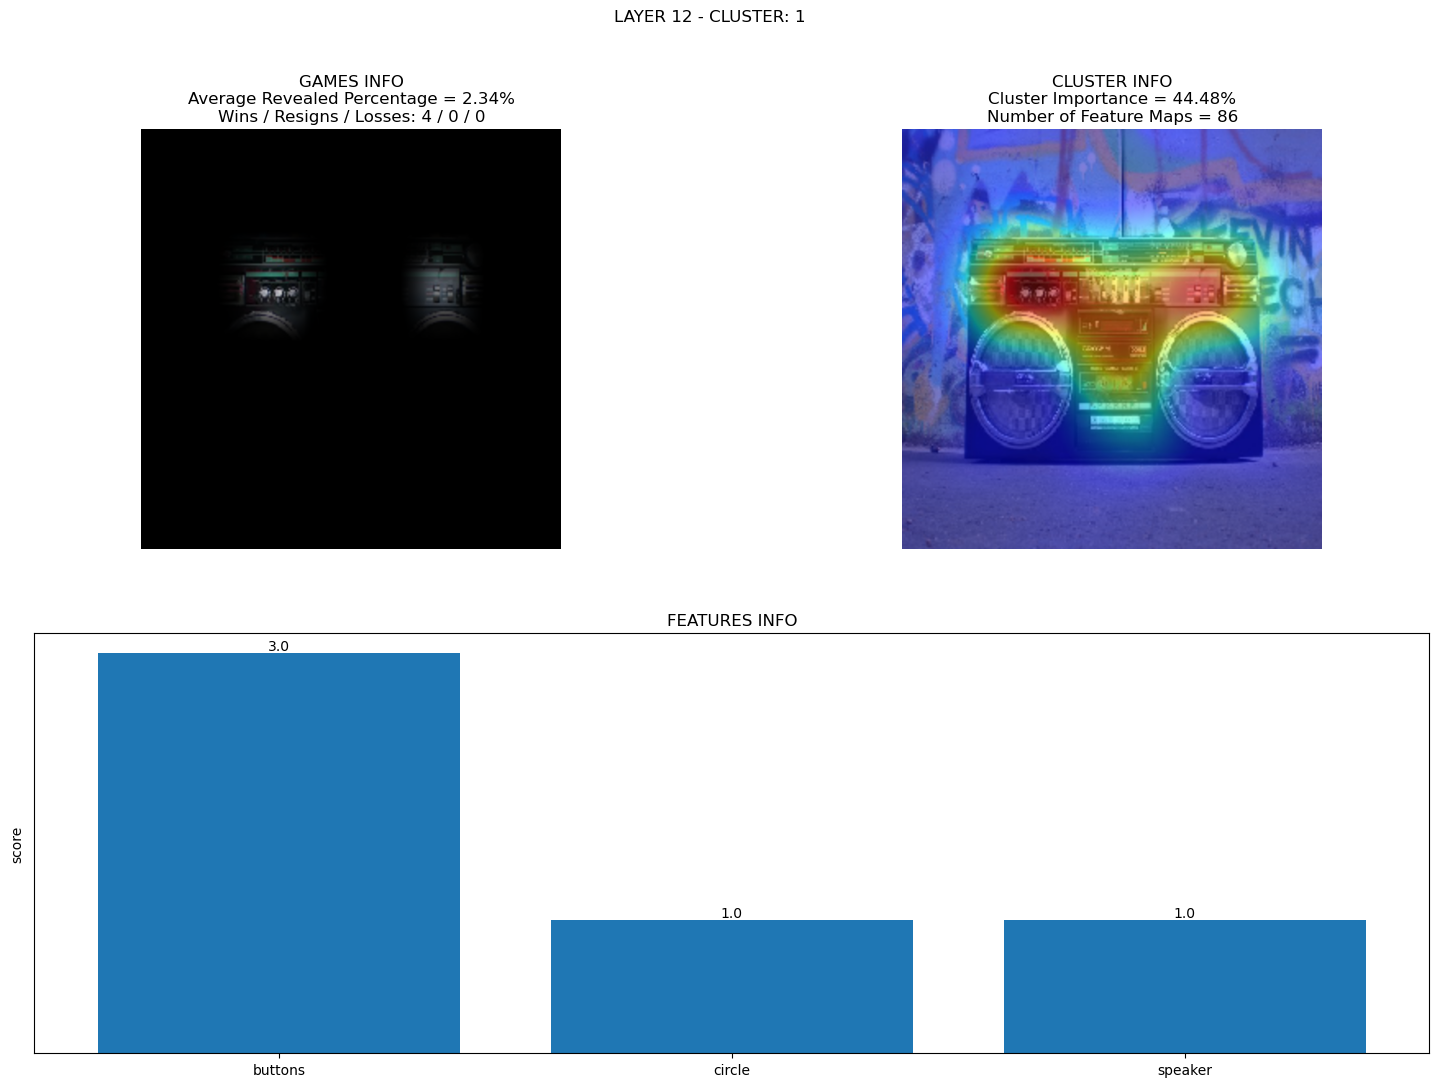 LAYER 12 - CLUSTER: 1
GAMES INFO
Average Revealed Percentage = 2.34%
Wins / Resigns / Losses: 4 / 0 / 0
CLUSTER INFO
Cluster Importance = 44.48%
Number of Feature Maps = 86
EVIN
FEATURES INFO
score
3.0
1.0
1.0
buttons
circle
speaker